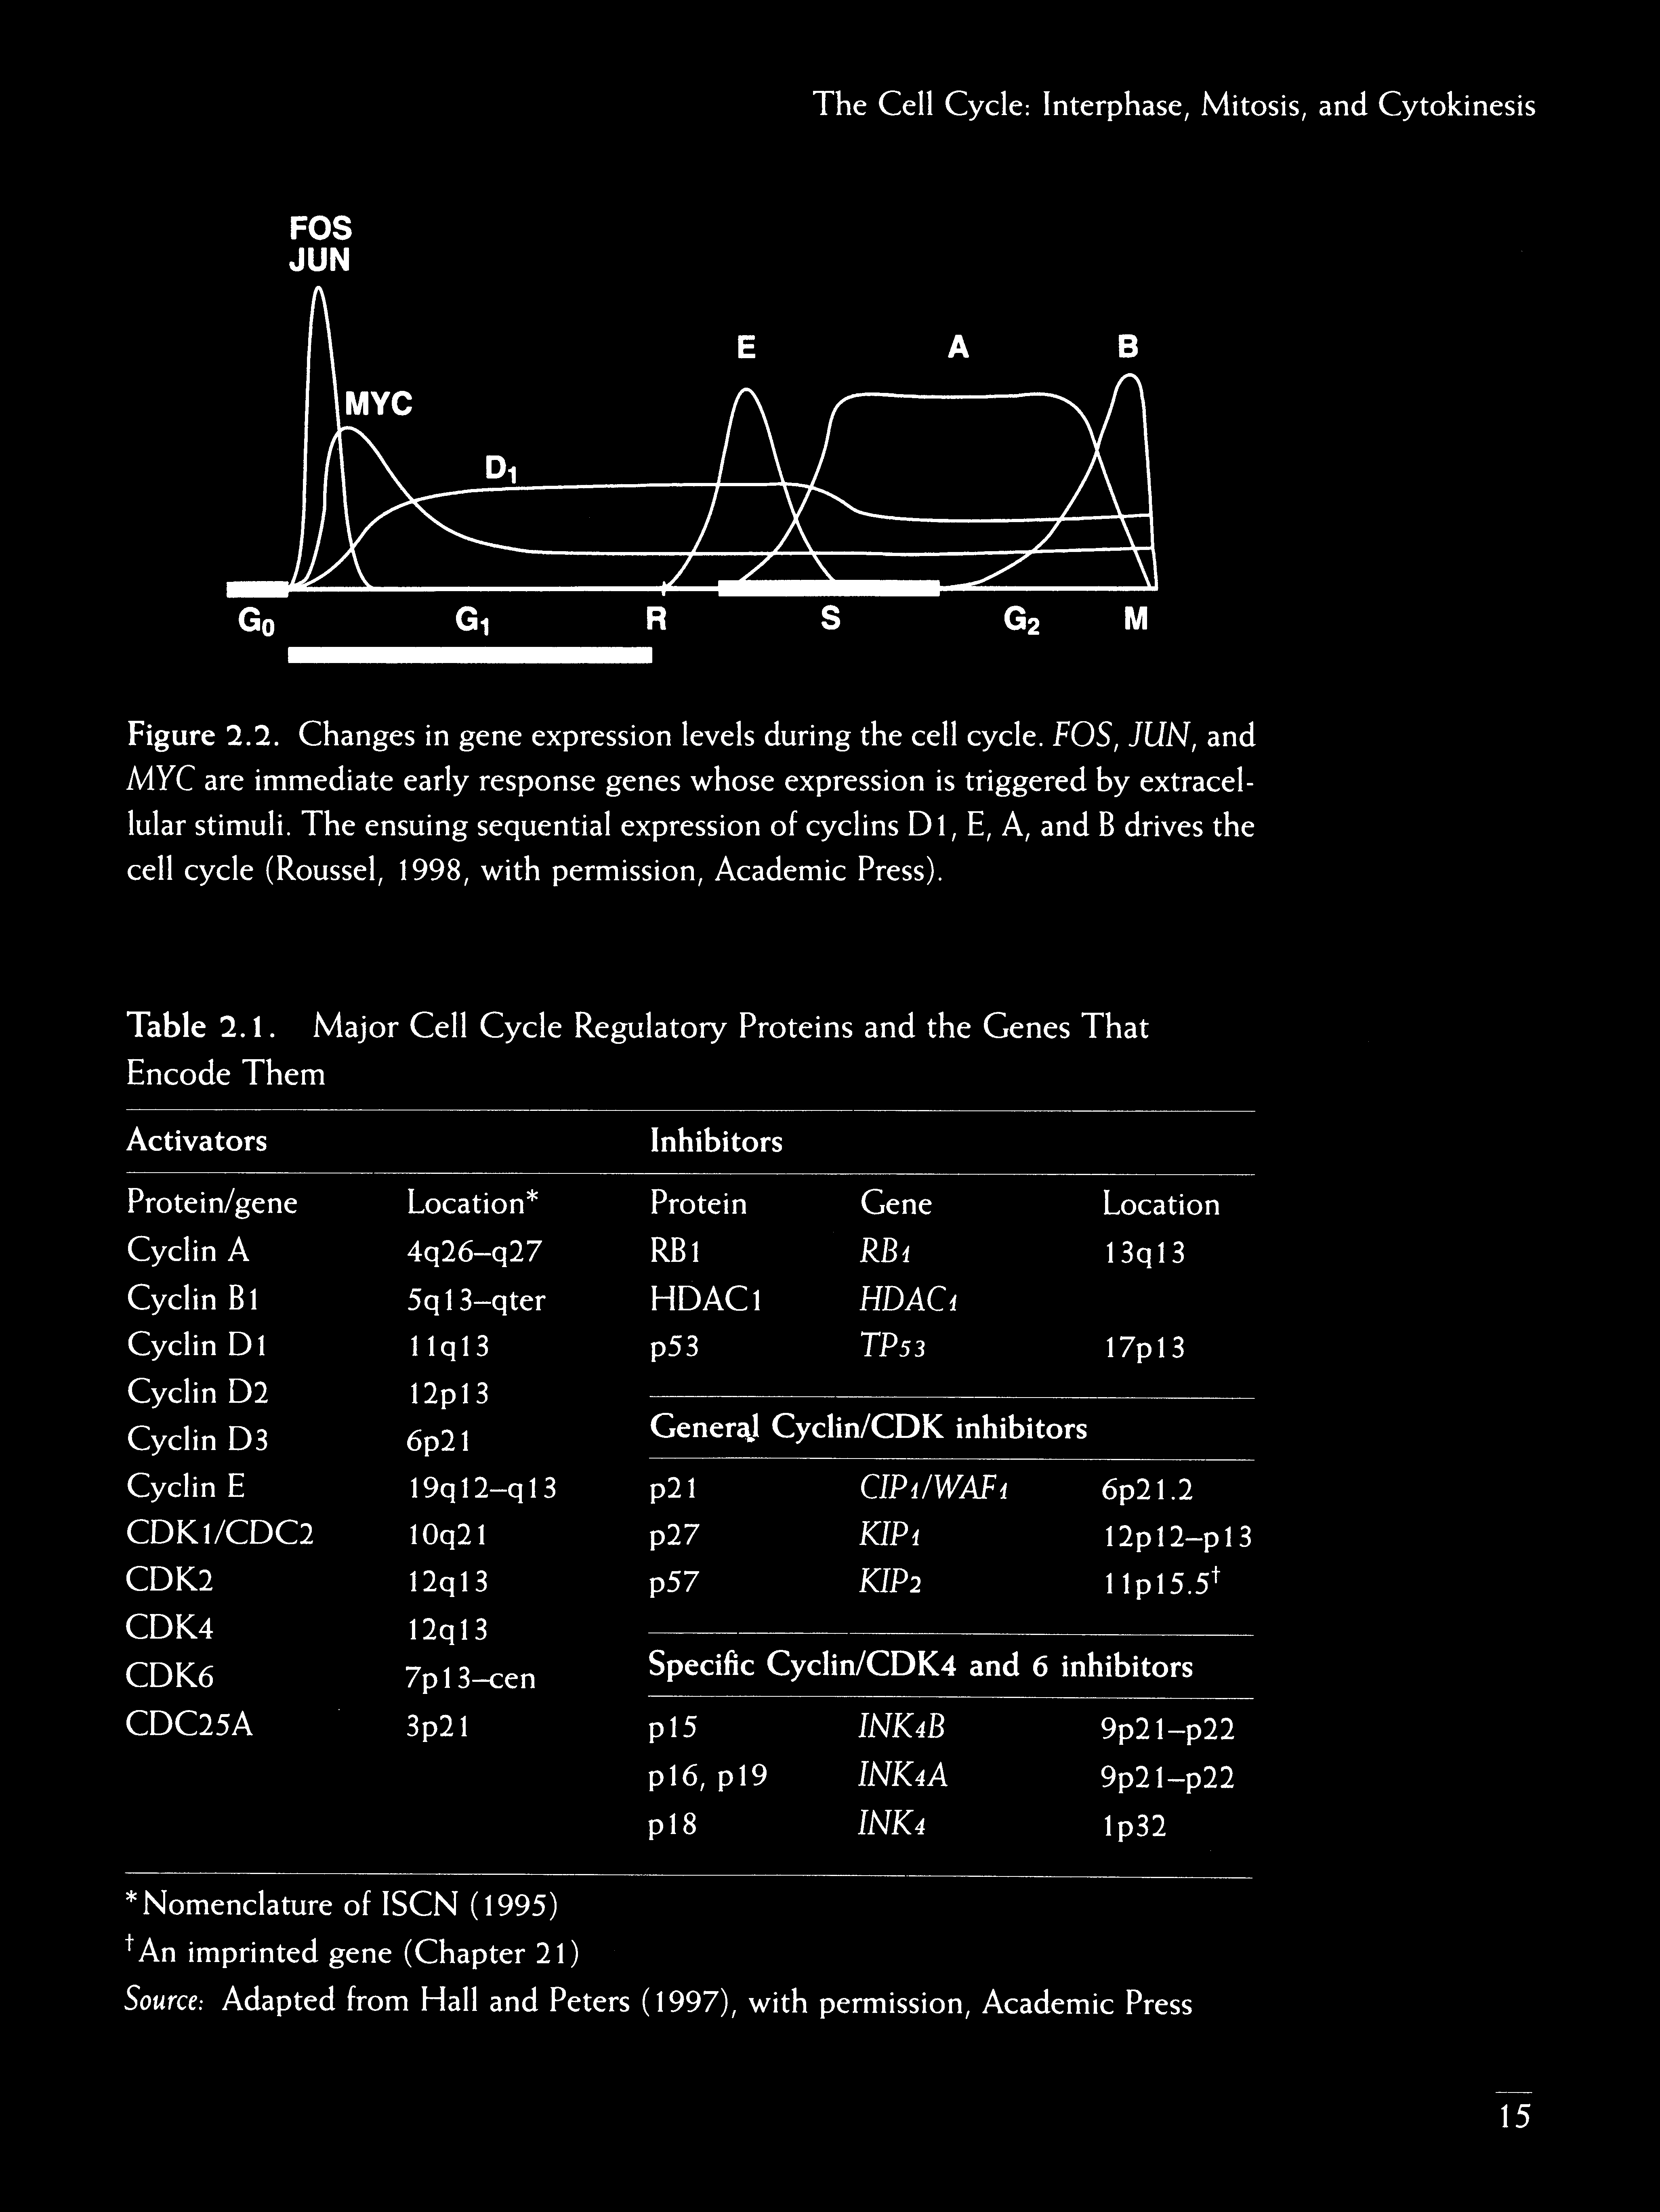 The Cell Cycle: Interphase, Mitosis, and Cytokinesis
FOS
JUN
E A B
MYC
D1
G0 G1 R S G2 M
Figure 2.2. Changes in gene expression levels during the cell cycle. FOS, JUN, and
MYC are immediate early response genes whose expression is triggered by extracel-
lular stimuli. The ensuing sequential expression of cyclins D1, E, A, and B drives the
cell cycle (Roussel, 1998, with permission, Academic Press).
Table 2.1. Major Cell Cycle Regulatory Proteins and the Genes That
Encode Them
Activators Inhibitors
Protein/gene Location* Protein Gene Location
Cyclin A 4q26–q27 RB1 RB1 13q13
Cyclin B1 5q13–qter HDAC1 HDAC1
Cyclin D1 11q13 p53 TP53 17p13
Cyclin D2 12p13
General Cyclin/CDK inhibitors
Cyclin D3 6p21
Cyclin E 19q12–q13 p21 CIP1/WAF1 6p21.2
CDK1/CDC2 10q21 p27 KIP1 12p12–p13
CDK2 12q13 p57 KIP2 11p15.5†
CDK4 12q13
Specific Cyclin/CDK4 and 6 inhibitors
CDK6 7p13–cen
CDC25A 3p21 p15 INK4B 9p21–p22
p16, p19 INK4A 9p21–p22
p18 INK4 1p32
*Nomenclature of ISCN (1995)
†An imprinted gene (Chapter 21)
Source: Adapted from Hall and Peters (1997), with permission, Academic Press
15